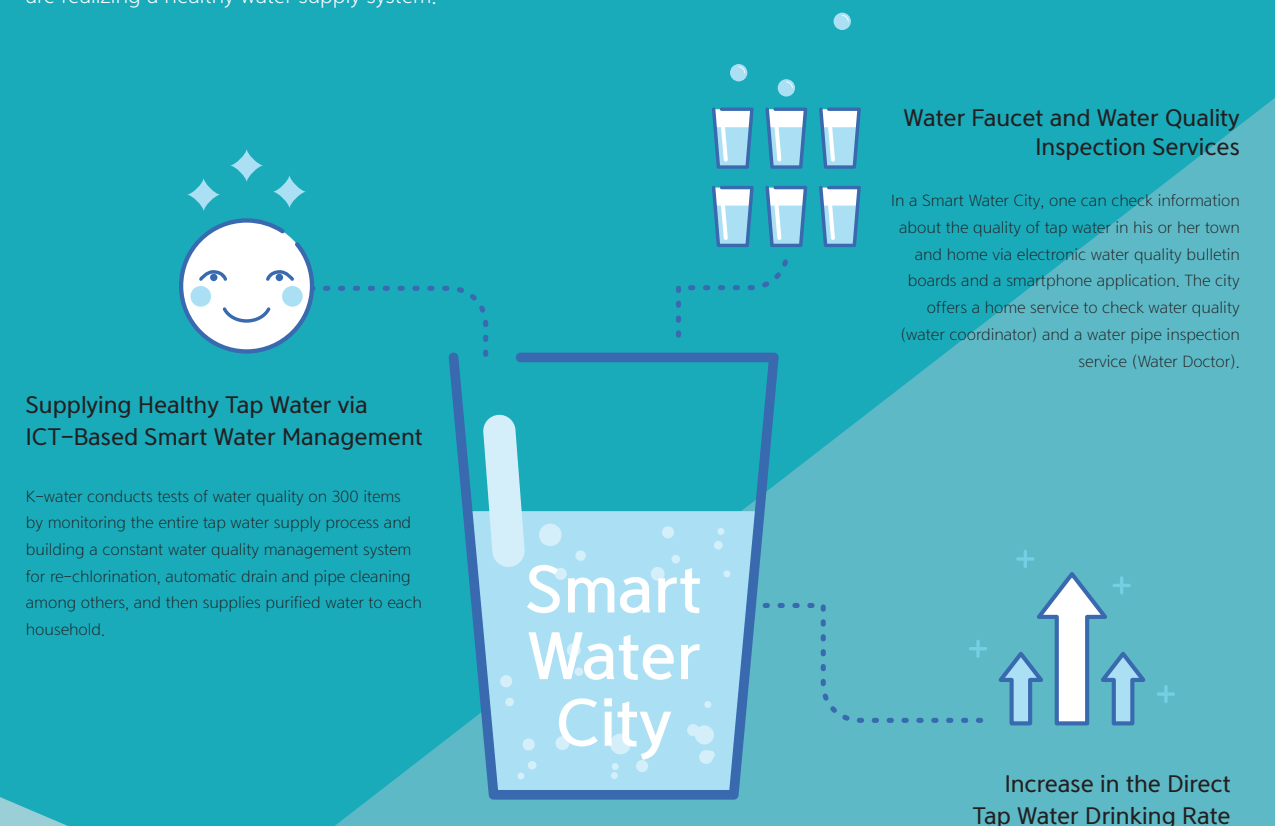 are realizing a healthy water supply system.
Water Faucet and Water Quality
Inspection Services
In a Smart Water City, one can check information
about the quality of tap water in his or her town
and home via electronic water quality bulletin
boards and a smartphone application. The city
offers a home service to check water quality
(water coordinator) and a water pipe inspection
service (Water Doctor).
Supplying Healthy Tap Water via
ICT-Based Smart Water Management
K-water conducts tests of water quality on 300 items
by monitoring the entire tap water supply process and
building a constant water quality management system
for re-chlorination, automatic drain and pipe cleaning
among others, and then supplies purified water to each
household.
Smart
Water
City
Increase in the Direct
Tap Water Drinking Rate